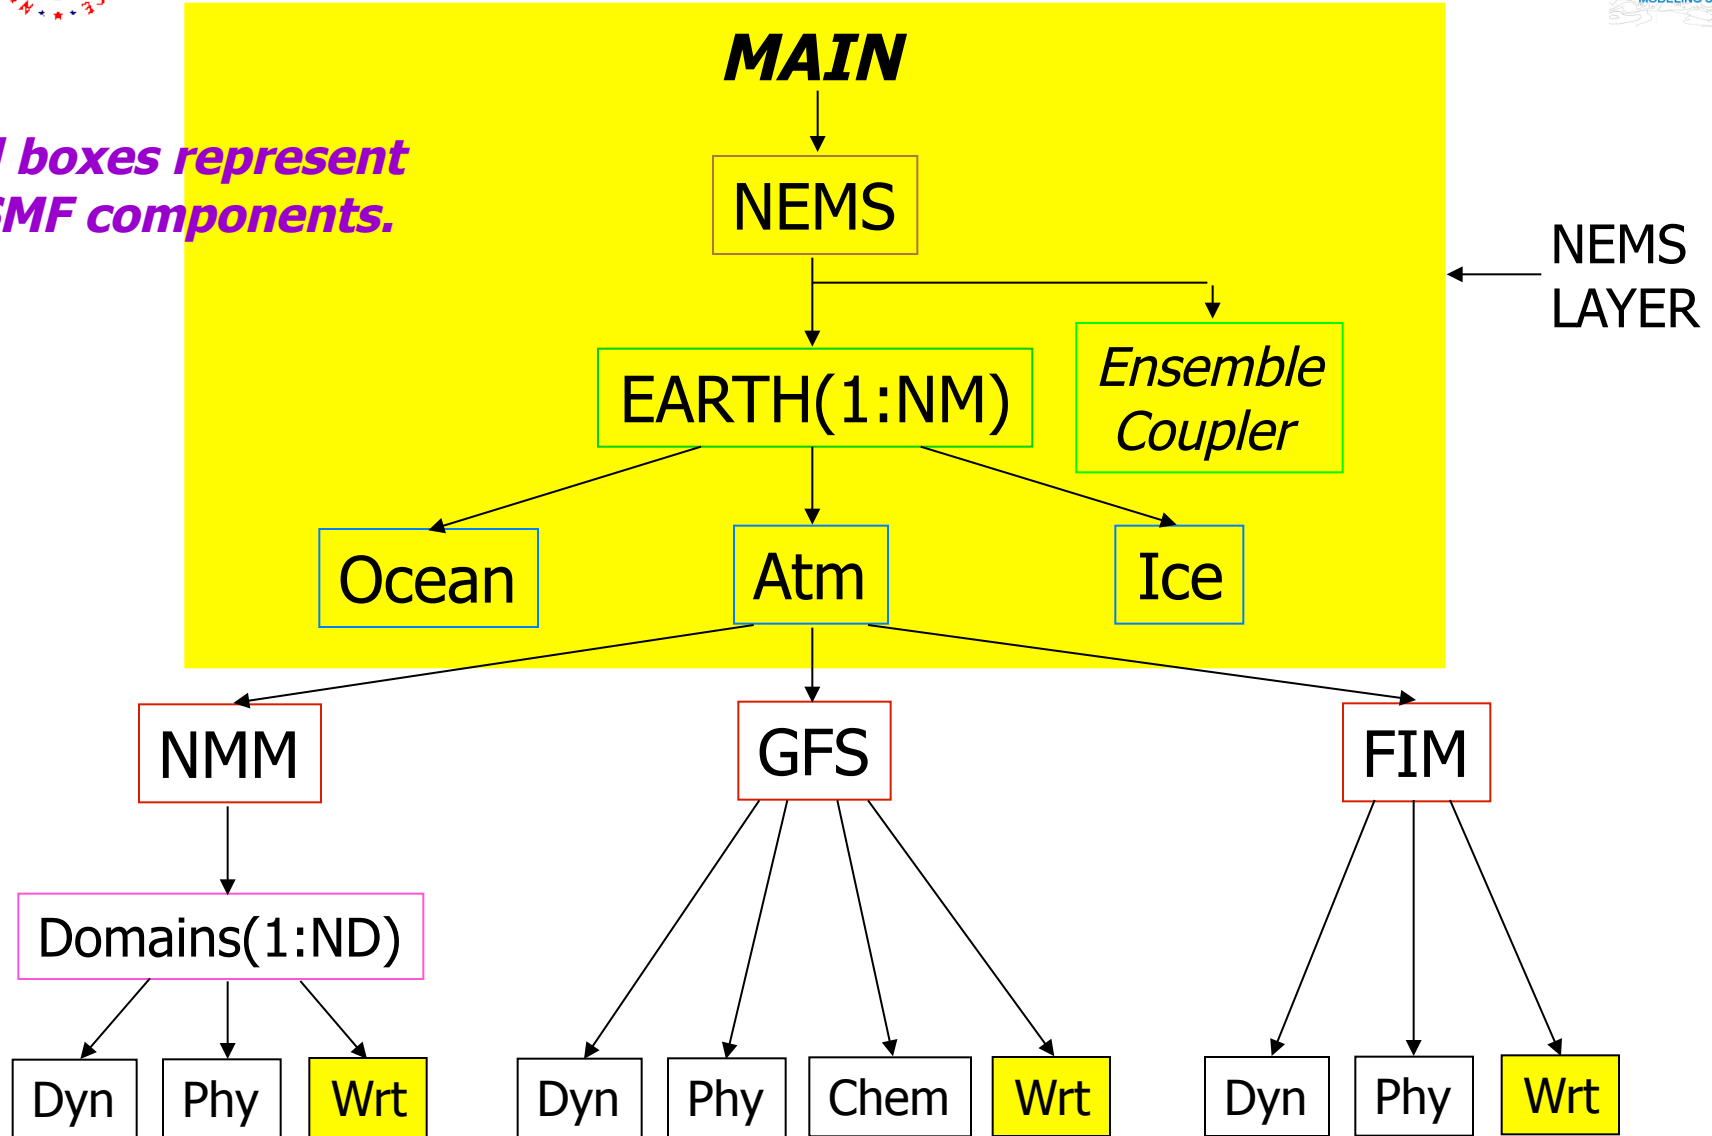 MAIN
boxes represent
components.
NEMS
NEMS
LAYER
EARTH(1:NM)
Ensemble
Coupler
Ocean
Atm
Ice
NMM
GFS
FIM
Domains(1:ND)
Dyn
Phy
Wrt
Dyn
Phy
Chem
Wrt
Dyn
Phy
Wrt